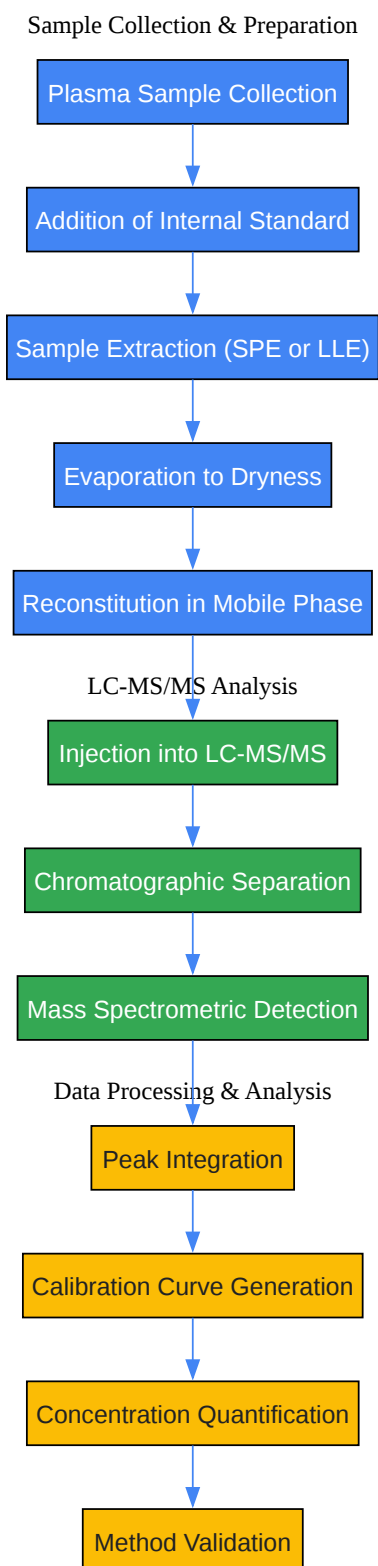 Sample Collection & Preparation
Plasma Sample Collection
Addition of Internal Standard
Sample Extraction (SPE or LLE)
Evaporation to Dryness
Reconstitution in Mobile Phase
LC-MS/MS Analysis
Injection into LC-MS/MS
Chromatographic Separation
Mass Spectrometric Detection
Data Processing & Analysis
Peak Integration
Calibration Curve Generation
Concentration Quantification
Method Validation